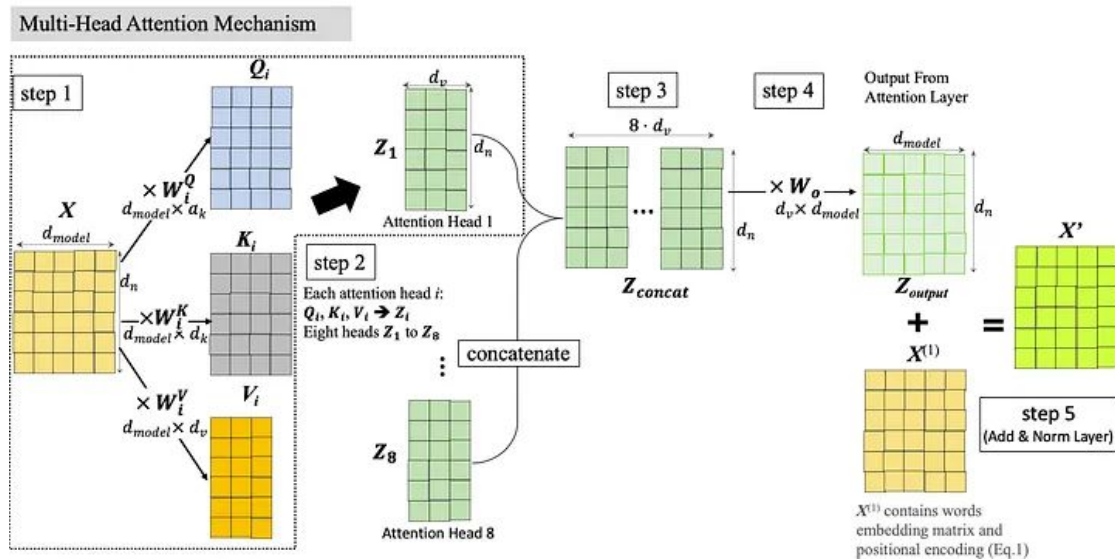 Multi-Head Attention Mechanism
step 1
Q_i
× W_i^Q
d_model × a_k
X
d_model
d_n
K_i
× W_i^K
d_model × d_k
V_i
× W_i^V
d_model × d_v
d_v
Z_1
d_n
Attention Head 1
step 2
Each attention head i:
Q_i, K_i, V_i ➔ Z_i
Eight heads Z_1 to Z_8
⋮
concatenate
Z_8
Attention Head 8
step 3
8 · d_v
...
d_n
Z_concat
step 4
× W_o
d_v × d_model
Output From
Attention Layer
d_model
d_n
Z_output
+
X^(1)
=
X’
step 5
(Add & Norm Layer)
X^(1) contains words
embedding matrix and
positional encoding (Eq.1)